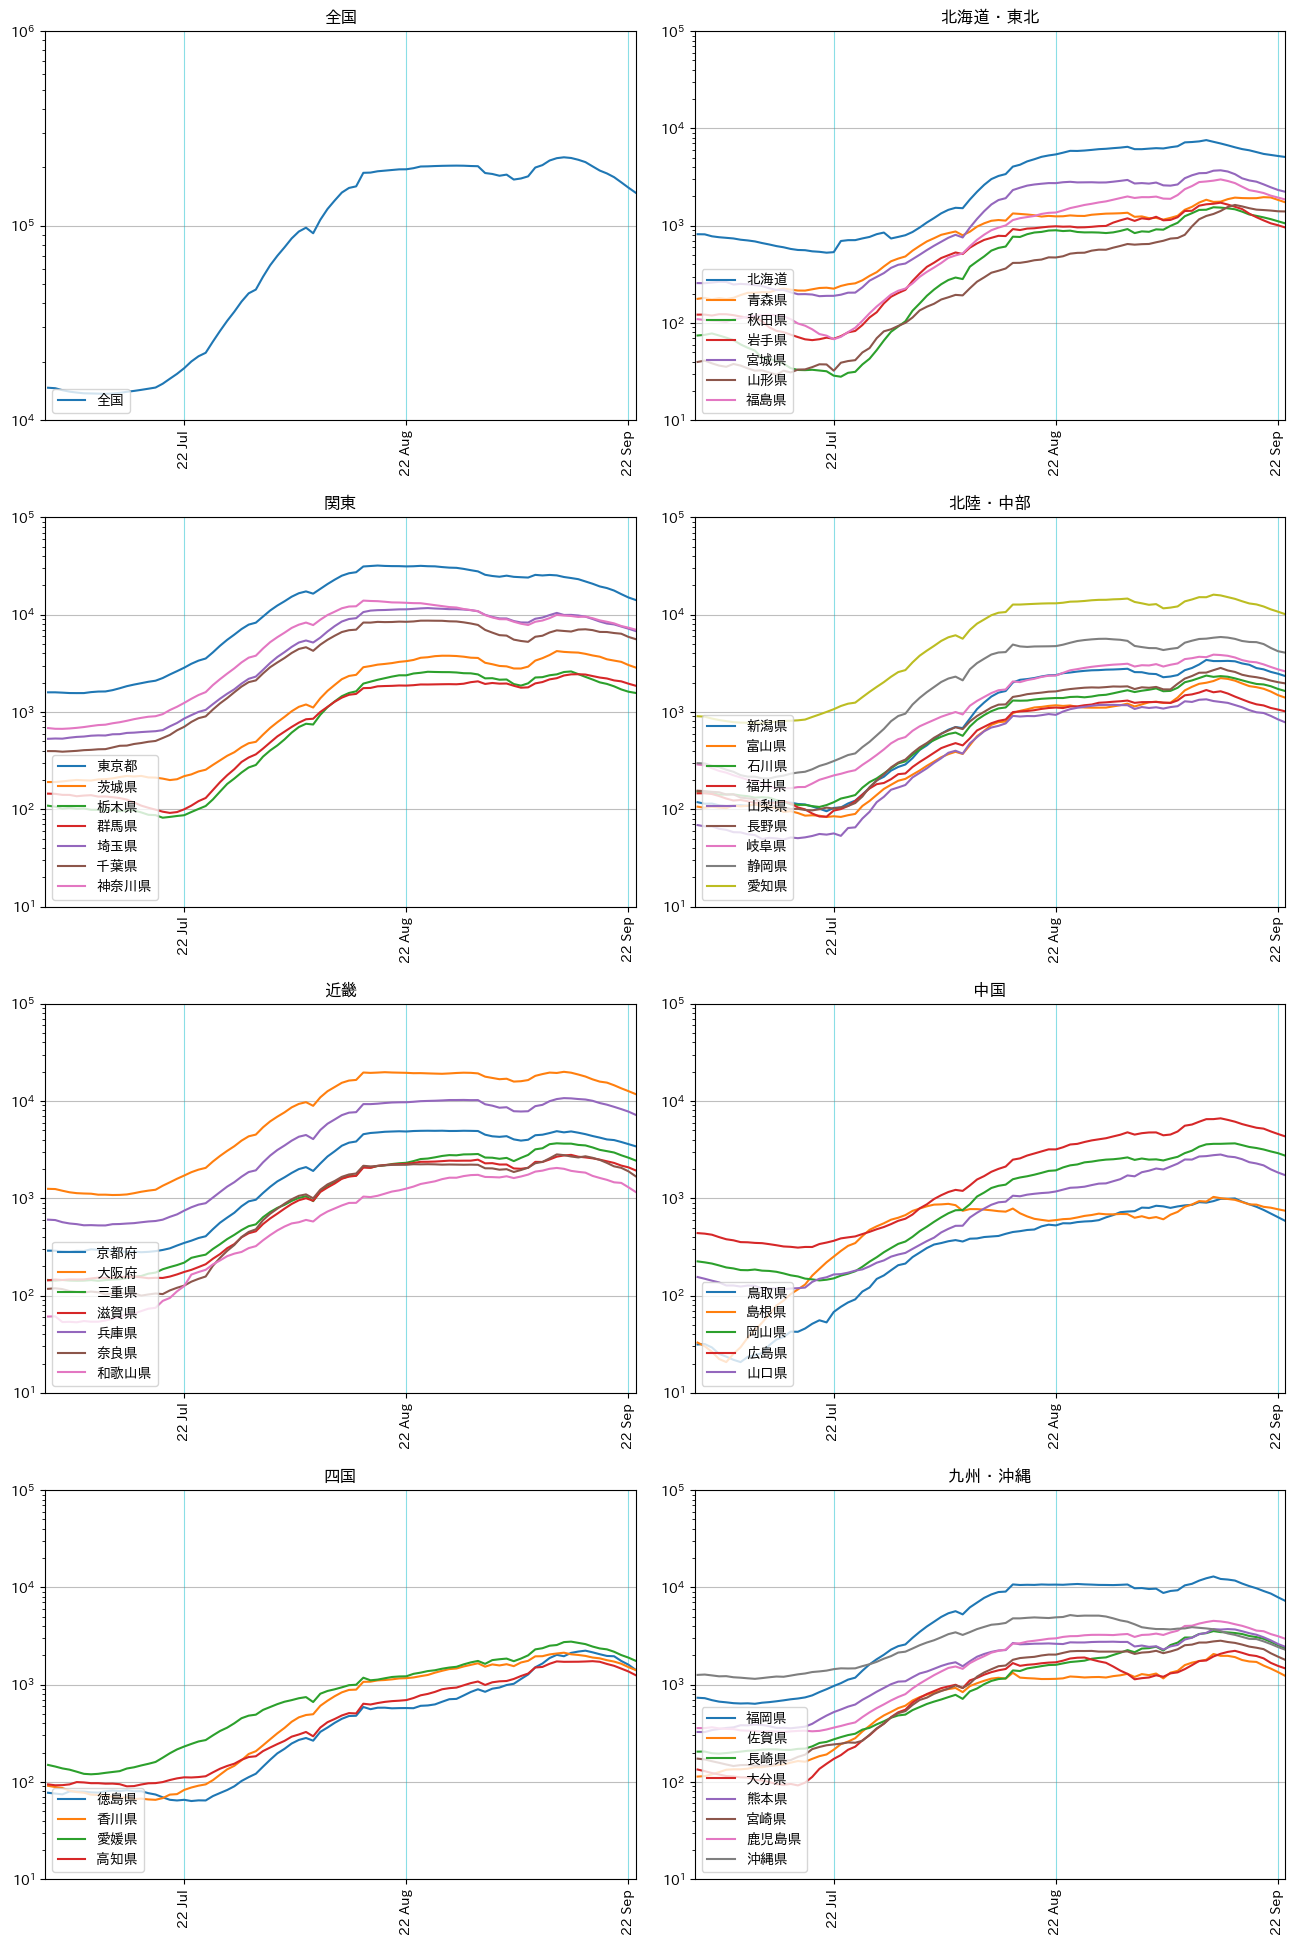 全国
10^6
10^5
10^4
全国
22 Jul
22 Aug
22 Sep
北海道・東北
10^5
10^4
10^3
10^2
10^1
北海道
青森県
秋田県
岩手県
宮城県
山形県
福島県
22 Jul
22 Aug
22 Sep
関東
10^5
10^4
10^3
10^2
10^1
東京都
茨城県
栃木県
群馬県
埼玉県
千葉県
神奈川県
22 Jul
22 Aug
22 Sep
北陸・中部
10^5
10^4
10^3
10^2
10^1
新潟県
富山県
石川県
福井県
山梨県
長野県
岐阜県
静岡県
愛知県
22 Jul
22 Aug
22 Sep
近畿
10^5
10^4
10^3
10^2
10^1
京都府
大阪府
三重県
滋賀県
兵庫県
奈良県
和歌山県
22 Jul
22 Aug
22 Sep
中国
10^5
10^4
10^3
10^2
10^1
鳥取県
島根県
岡山県
広島県
山口県
22 Jul
22 Aug
22 Sep
四国
10^5
10^4
10^3
10^2
10^1
徳島県
香川県
愛媛県
高知県
22 Jul
22 Aug
22 Sep
九州・沖縄
10^5
10^4
10^3
10^2
10^1
福岡県
佐賀県
長崎県
大分県
熊本県
宮崎県
鹿児島県
沖縄県
22 Jul
22 Aug
22 Sep